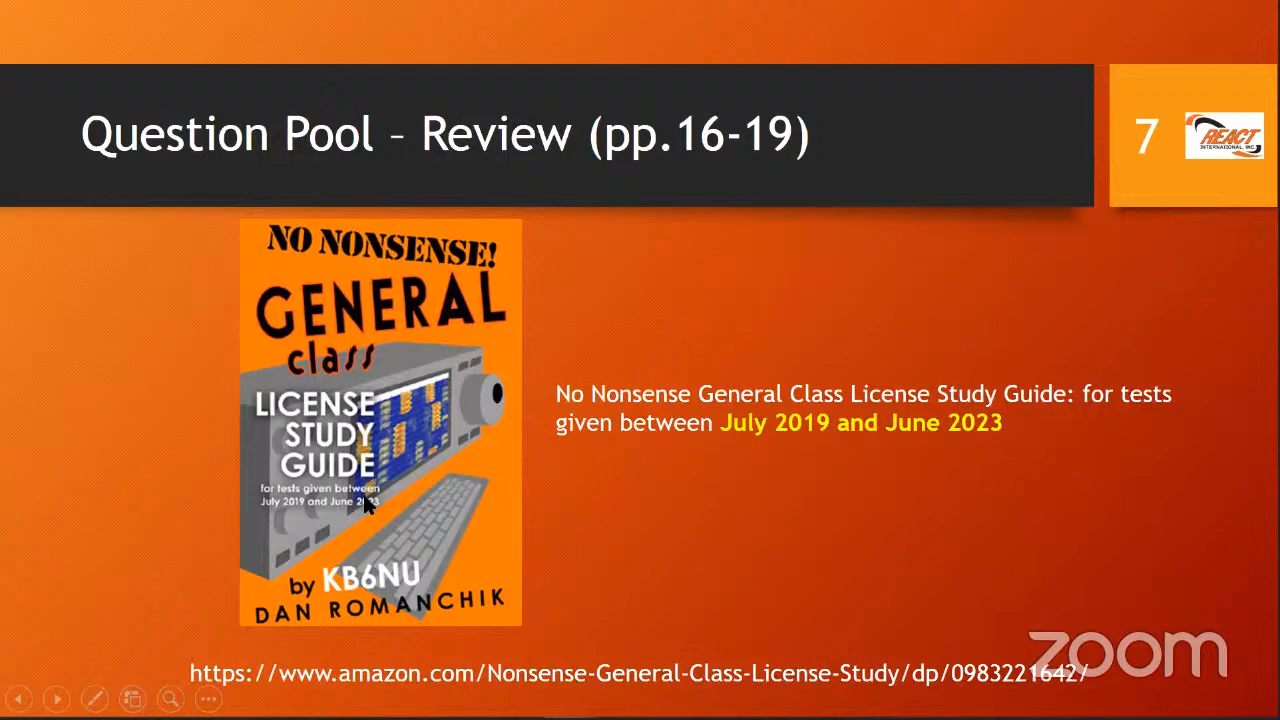 Question Pool – Review (pp.16-19)
7
REACT
INTERNATIONAL, INC.
NO NONSENSE!
GENERAL
class
LICENSE
STUDY
GUIDE
for tests given between
July 2019 and June 2023
by KB6NU
DAN ROMANCHIK
No Nonsense General Class License Study Guide: for tests
given between July 2019 and June 2023
zoom
https://www.amazon.com/Nonsense-General-Class-License-Study/dp/0983221642/